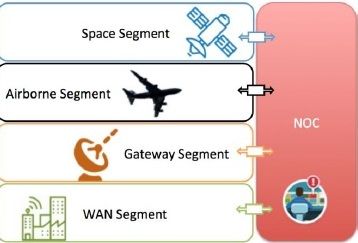 Space Segment
Airborne Segment
NOC
Gateway Segment
WAN Segment